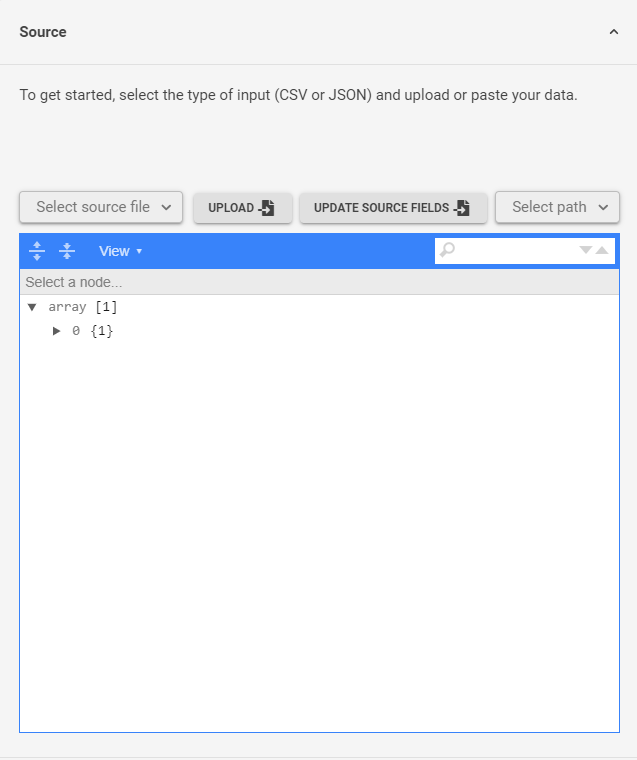 Source
To get started, select the type of input (CSV or JSON) and upload or paste your data.
Select source file UPLOAD UPDATE SOURCE FIELDS Select path
View
Select a node...
array [1]
0 {1}